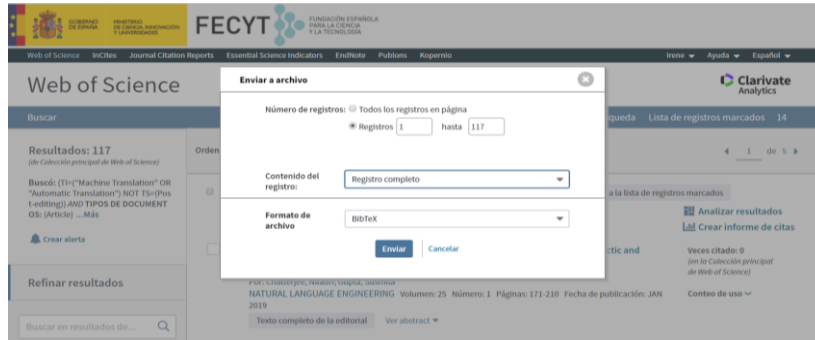 GOBIERNO
DE ESPAÑA
MINISTERIO
DE CIENCIA, INNOVACIÓN
Y UNIVERSIDADES
FECYT
FUNDACIÓN ESPAÑOLA
PARA LA CIENCIA
Y LA TECNOLOGÍA
Web of Science InCites Journal Citation Reports Essential Science Indicators EndNote Publons Kopernio Irene Ayuda Español
Web of Science
Clarivate
Analytics
Enviar a archivo
Número de registros: Todos los registros en página
Registros 1 hasta 117
Contenido del
registro:
Registro completo
Formato de
archivo
BibTeX
Enviar Cancelar
Buscar
queda Lista de registros marcados 14
Resultados: 117
(de Colección principal de Web of Science)
Orden
1 de 5
Buscó: (TI=("Machine Translation" OR
"Automatic Translation") NOT TS=(Pos
t-editing)) AND TIPOS DE DOCUMENT
OS: (Article) ...Más
Crear alerta
a la lista de registros marcados
Analizar resultados
Crear informe de citas
ctic and
Veces citado: 0
(en la Colección principal
de Web of Science)
Conteo de uso
Refinar resultados
Buscar en resultados de...
Por: Chatterjee, Niladri; Gupta, Susmita
NATURAL LANGUAGE ENGINEERING Volumen: 25 Número: 1 Páginas: 171-210 Fecha de publicación: JAN
2019
Texto completo de la editorial Ver abstract